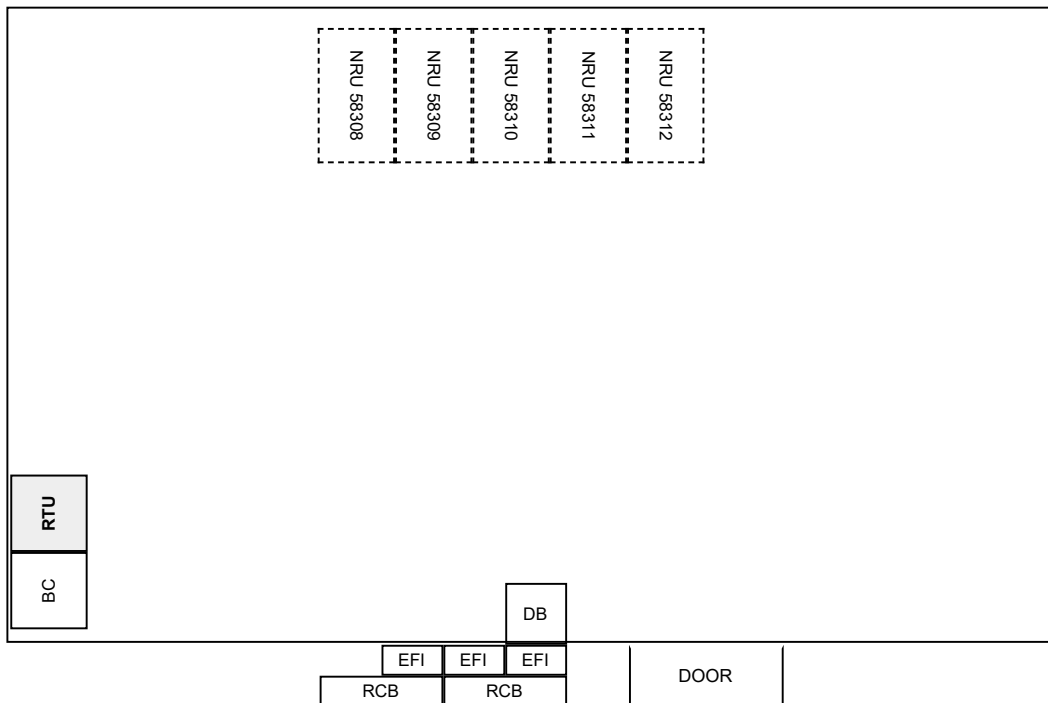 NRU 58308
NRU 58309
NRU 58310
NRU 58311
NRU 58312
RTU
BC
DB
EFI
EFI
EFI
DOOR
RCB
RCB